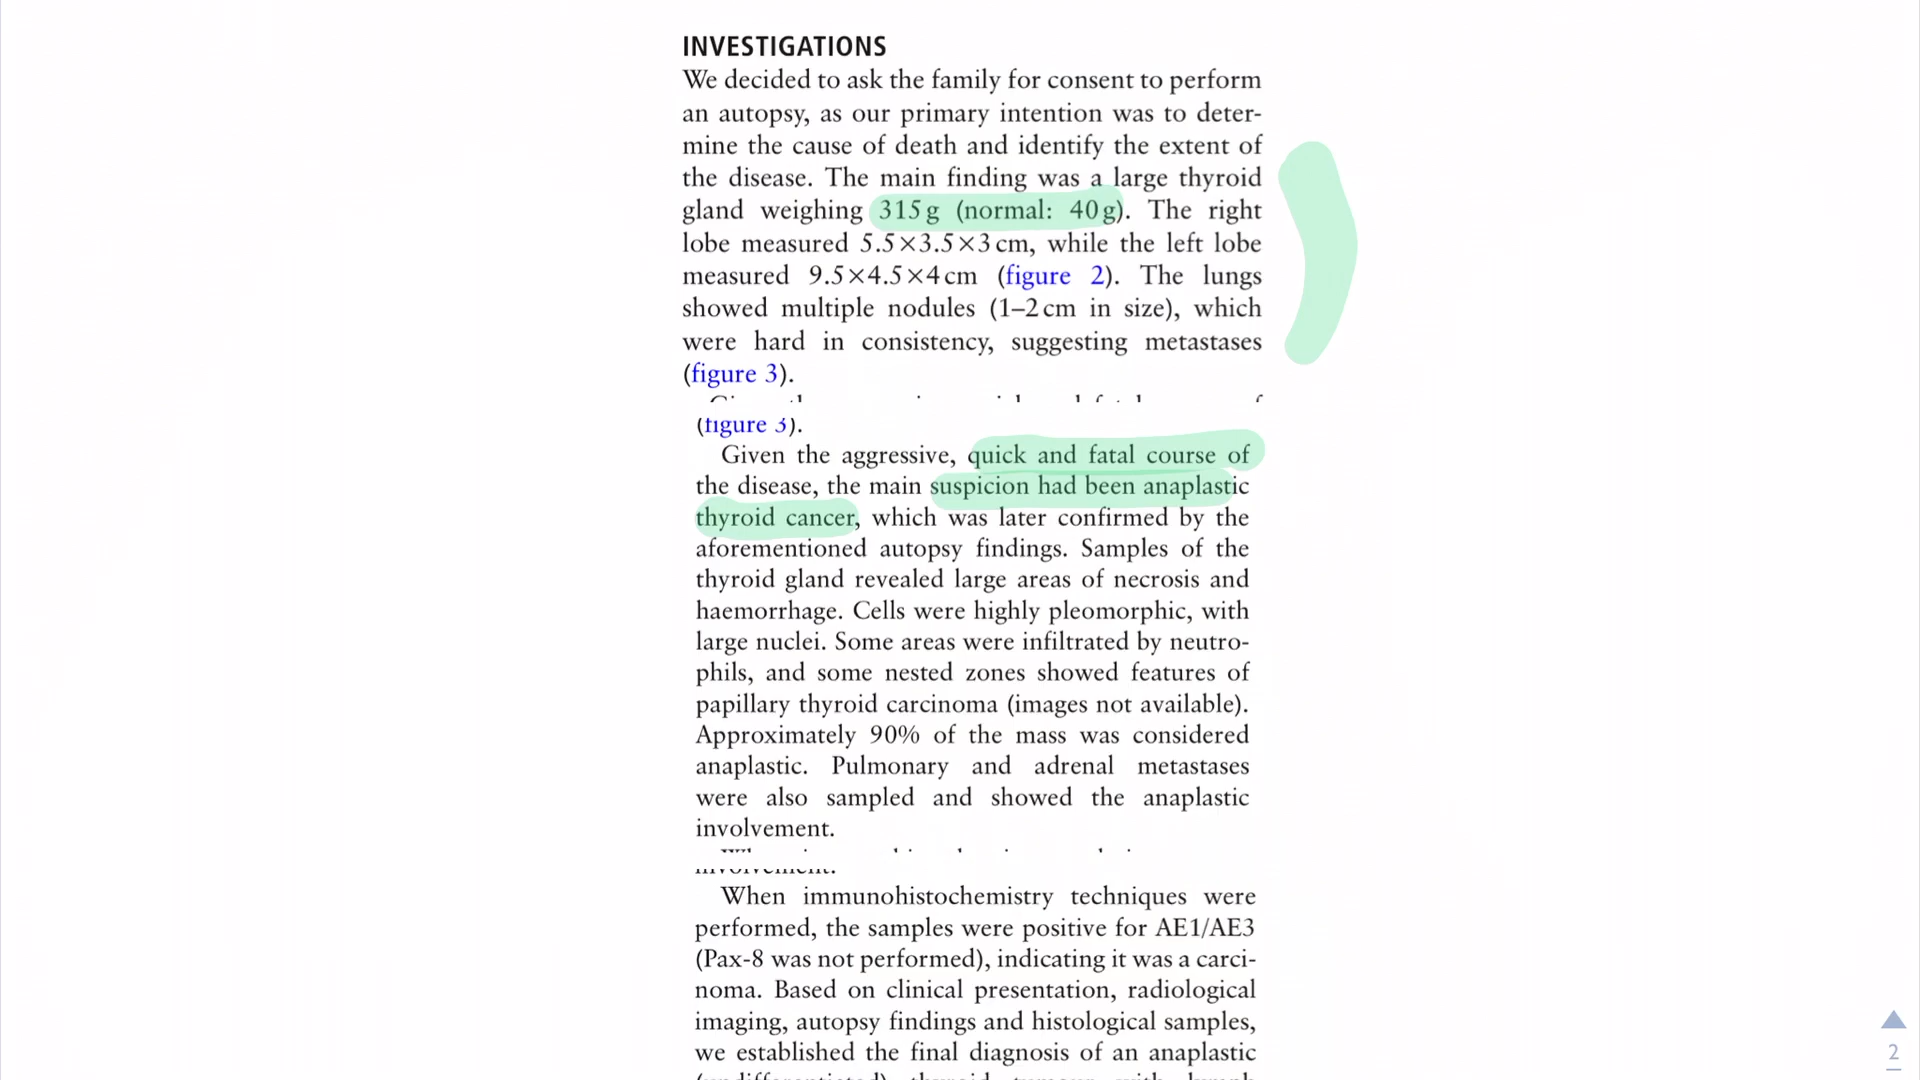 INVESTIGATIONS
We decided to ask the family for consent to perform
an autopsy, as our primary intention was to deter-
mine the cause of death and identify the extent of
the disease. The main finding was a large thyroid
gland weighing 315 g (normal: 40 g). The right
lobe measured 5.5×3.5×3 cm, while the left lobe
measured 9.5×4.5×4 cm (figure 2). The lungs
showed multiple nodules (1–2 cm in size), which
were hard in consistency, suggesting metastases
(figure 3).
(figure 3).
Given the aggressive, quick and fatal course of
the disease, the main suspicion had been anaplastic
thyroid cancer, which was later confirmed by the
aforementioned autopsy findings. Samples of the
thyroid gland revealed large areas of necrosis and
haemorrhage. Cells were highly pleomorphic, with
large nuclei. Some areas were infiltrated by neutro-
phils, and some nested zones showed features of
papillary thyroid carcinoma (images not available).
Approximately 90% of the mass was considered
anaplastic. Pulmonary and adrenal metastases
were also sampled and showed the anaplastic
involvement.
When immunohistochemistry techniques were
performed, the samples were positive for AE1/AE3
(Pax-8 was not performed), indicating it was a carci-
noma. Based on clinical presentation, radiological
imaging, autopsy findings and histological samples,
we established the final diagnosis of an anaplastic
2